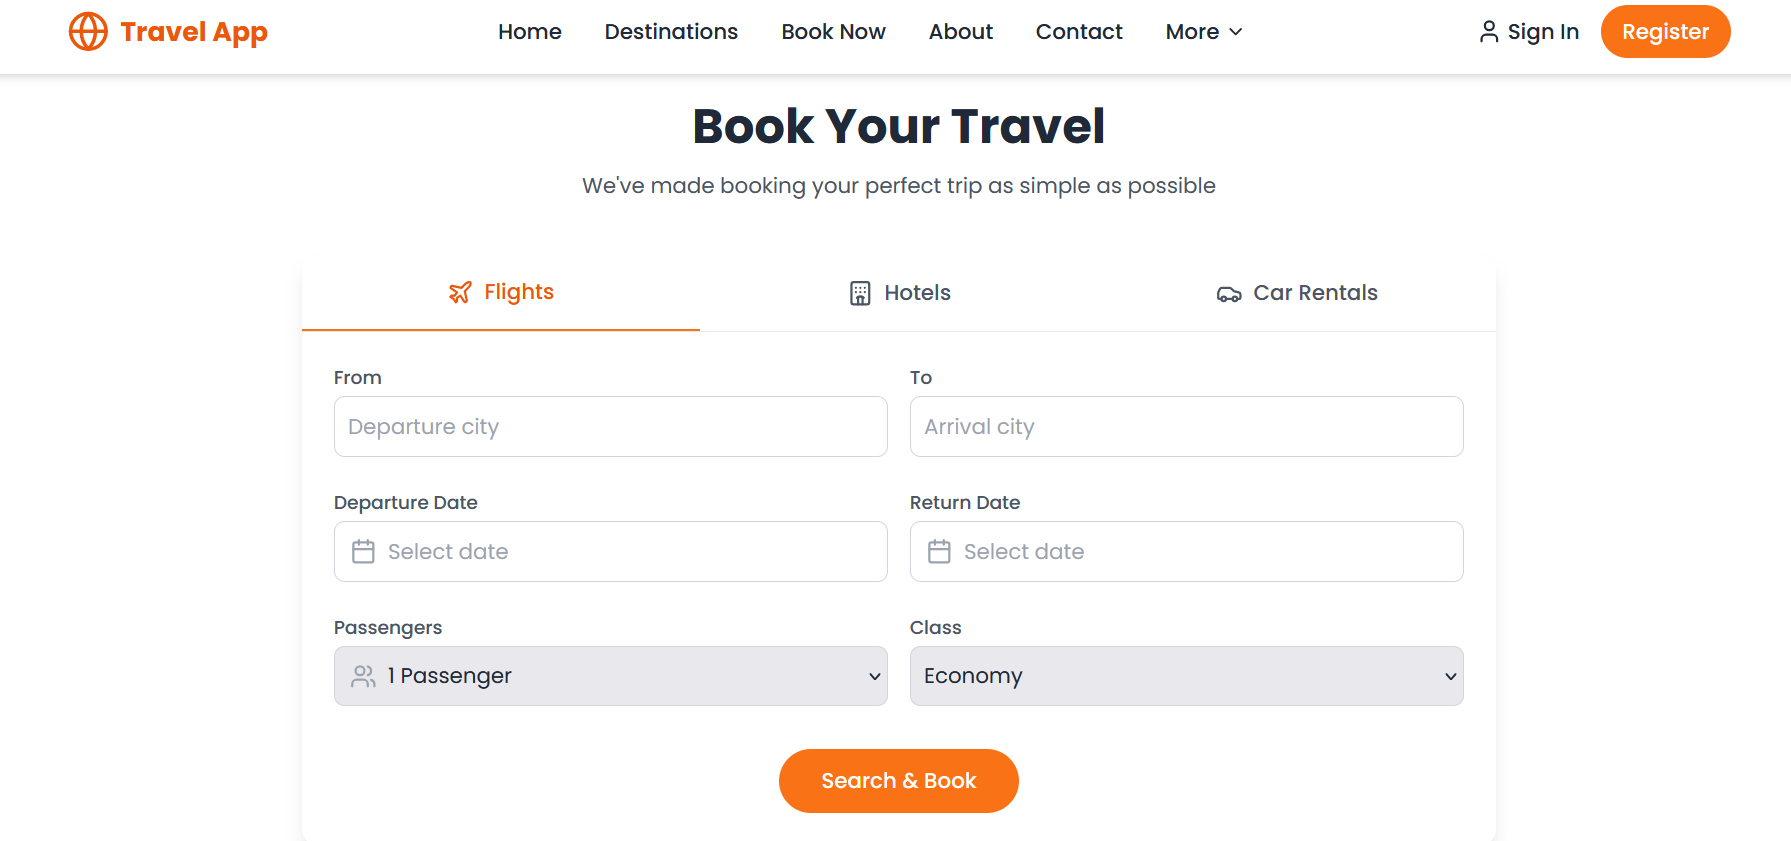 Travel App
Home Destinations Book Now About Contact More
Sign In Register
Book Your Travel
We've made booking your perfect trip as simple as possible
Flights Hotels Car Rentals
From To
Departure city Arrival city
Departure Date Return Date
Select date Select date
Passengers Class
1 Passenger Economy
Search & Book